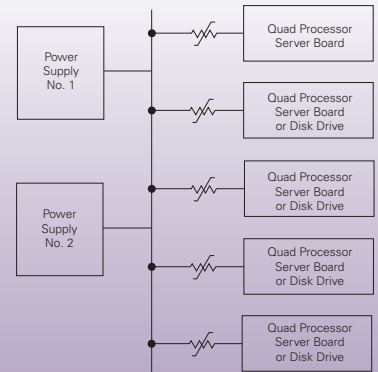 Power
Supply
No. 1
Quad Processor
Server Board
Quad Processor
Server Board
or Disk Drive
Quad Processor
Server Board
or Disk Drive
Power
Supply
No. 2
Quad Processor
Server Board
or Disk Drive
Quad Processor
Server Board
or Disk Drive